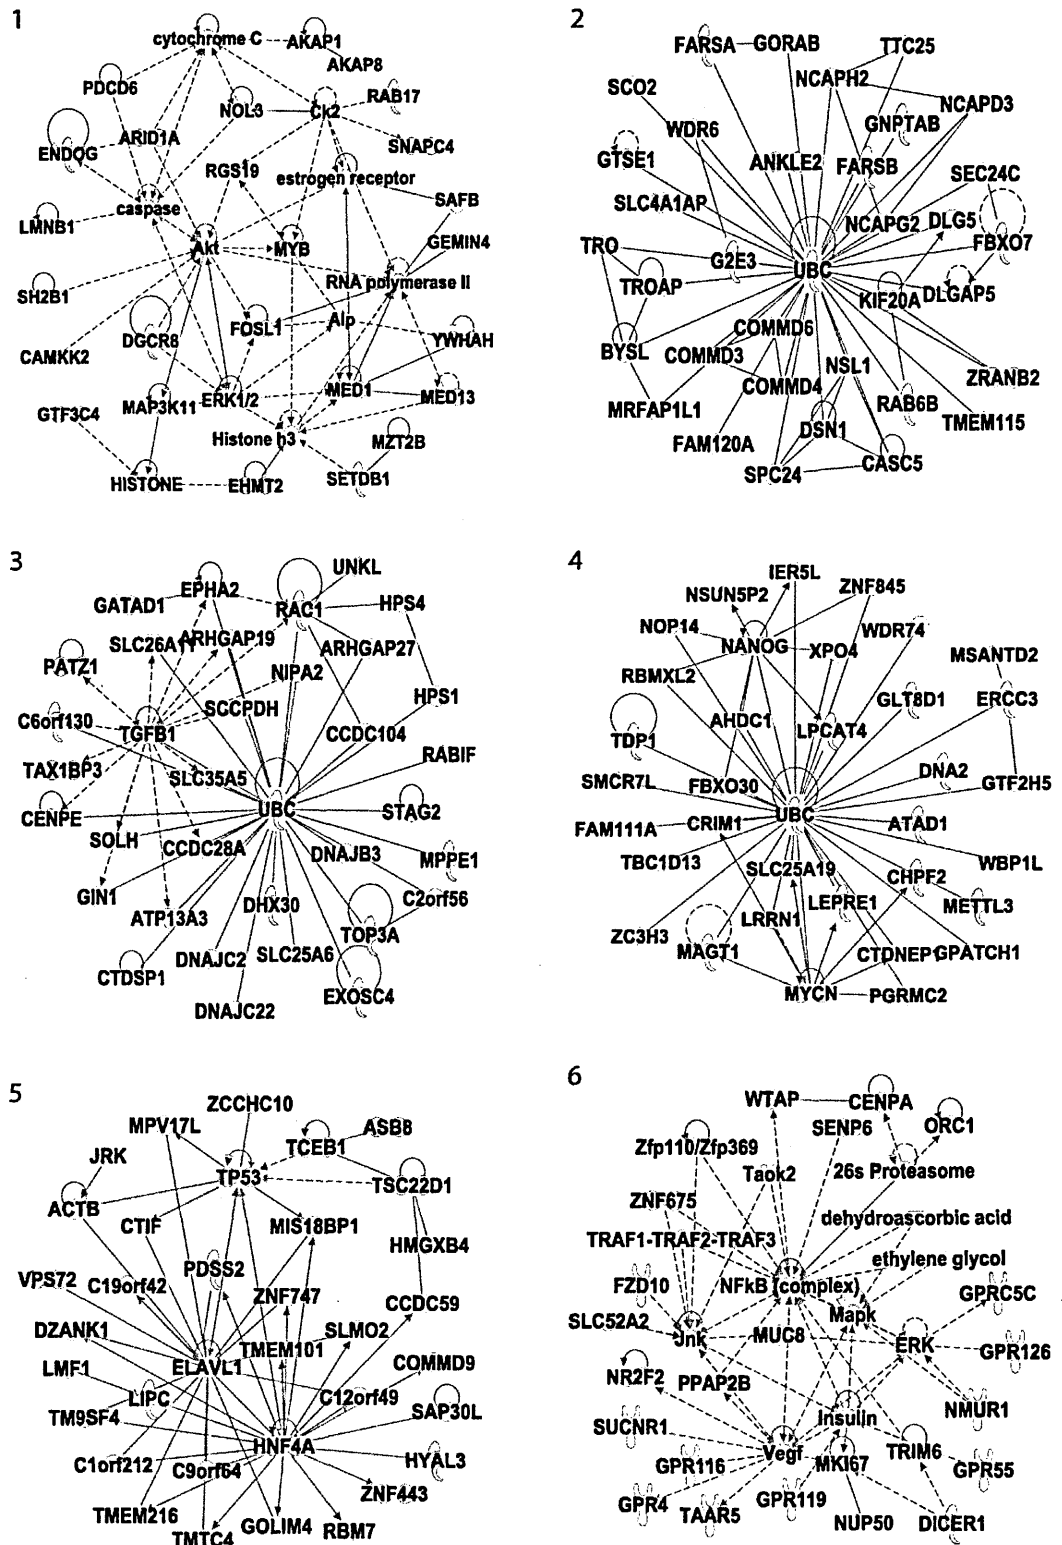 1
cytochrome C
AKAP1
AKAP8
PDCD6
NOL3
Ck2
RAB17
ARID1A
SNAPC4
ENDOG
RGS19
estrogen receptor
SAFB
caspase
LMNB1
Akt
MYB
GEMIN4
SH2B1
RNA polymerase II
DGCR8
FOSL1
Alp
YWHAH
CAMKK2
MAP3K11
ERK1/2
MED1
MED13
GTF3C4
Histone h3
MZT2B
HISTONE
EHMT2
SETDB1
2
FARSA
GORAB
TTC25
SCO2
NCAPH2
NCAPD3
WDR6
GNPTAB
GTSE1
ANKLE2
FARSB
SEC24C
SLC4A1AP
NCAPG2
DLG5
TRO
G2E3
UBC
FBXO7
TROAP
KIF20A
DLGAP5
BYSL
COMMD6
COMMD3
NSL1
ZRANB2
MRFAP1L1
COMMD4
RAB6B
TMEM115
FAM120A
DSN1
SPC24
CASC5
3
UNKL
EPHA2
GATAD1
RAC1
HPS4
SLC26A11
ARHGAP19
ARHGAP27
PATZ1
NIPA2
HPS1
C6orf130
SCCPDH
TGFB1
CCDC104
RABIF
TAX1BP3
SLC35A5
CENPE
UBC
STAG2
SOLH
CCDC28A
DNAJB3
MPPE1
GIN1
DHX30
C2orf56
ATP13A3
TOP3A
CTDSP1
DNAJC2
SLC25A6
EXOSC4
DNAJC22
4
IER5L
NSUN5P2
ZNF845
NOP14
NANOG
XPO4
WDR74
RBMXL2
MSANTD2
AHDC1
LPCAT4
GLT8D1
ERCC3
TDP1
DNA2
SMCR7L
FBXO30
GTF2H5
UBC
FAM111A
CRIM1
ATAD1
TBC1D13
SLC25A19
WBP1L
CHPF2
LRRN1
LEPRE1
METTL3
ZC3H3
MAGT1
CTDNEP1
GPATCH1
MYCN
PGRMC2
5
ZCCHC10
MPV17L
TCEB1
ASB8
JRK
TP53
TSC22D1
ACTB
CTIF
MIS18BP1
HMGXB4
PDSS2
VPS72
C19orf42
ZNF747
CCDC59
DZANK1
SLMO2
TMEM101
LMF1
ELAVL1
COMMD9
LIPC
C12orf49
TM9SF4
SAP30L
HNF4A
C1orf212
C9orf64
HYAL3
ZNF443
TMEM216
TMTC4
GOLIM4
RBM7
6
WTAP
CENPA
SENP6
ORC1
Zfp110/Zfp369
Taok2
26s Proteasome
ZNF675
dehydroascorbic acid
TRAF1-TRAF2-TRAF3
ethylene glycol
FZD10
NFkB (complex)
GPRC5C
SLC52A2
Mapk
Jnk
MUC8
ERK
GPR126
NR2F2
PPAP2B
NMUR1
SUCNR1
Insulin
Vegf
TRIM6
GPR116
MKI67
GPR55
GPR4
TAAR5
GPR119
NUP50
DICER1